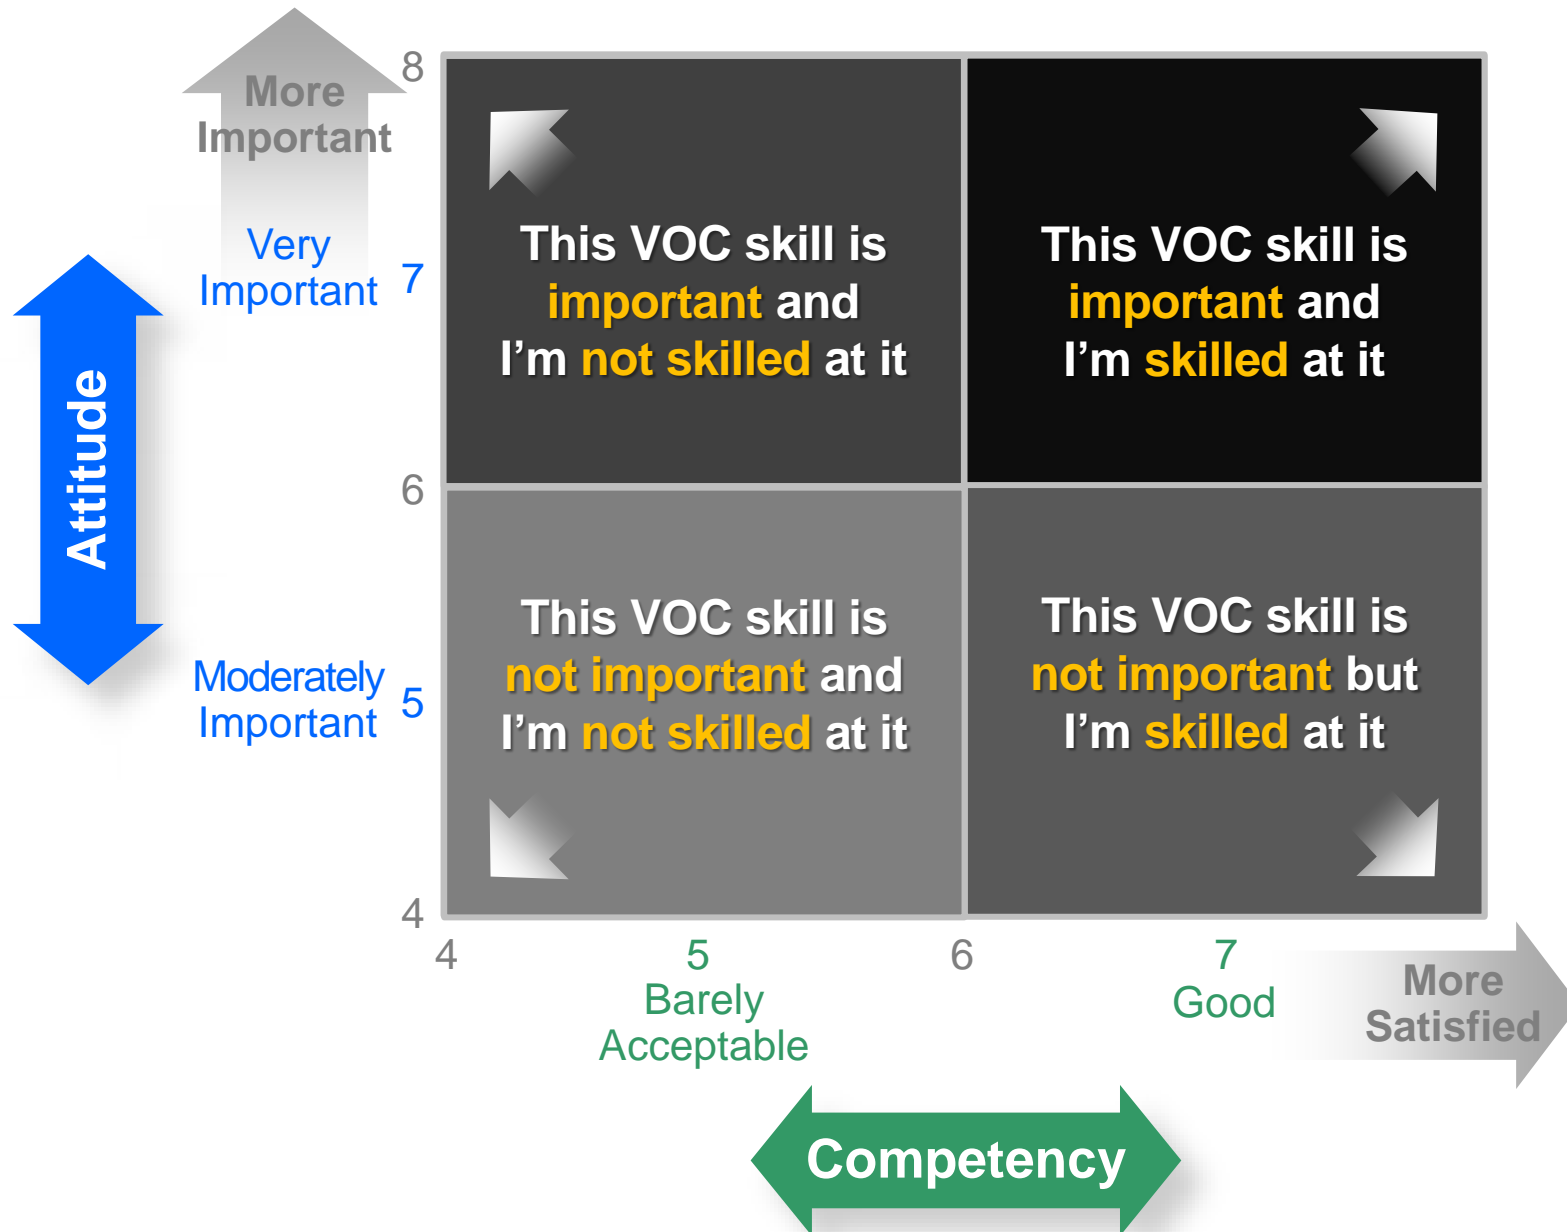 8
More
Important
Very
Important
7
Attitude
6
Moderately
Important
5
4
This VOC skill is
important and
I’m not skilled at it
This VOC skill is
important and
I’m skilled at it
This VOC skill is
not important and
I’m not skilled at it
This VOC skill is
not important but
I’m skilled at it
4
5
Barely
Acceptable
6
7
Good
More
Satisfied
Competency